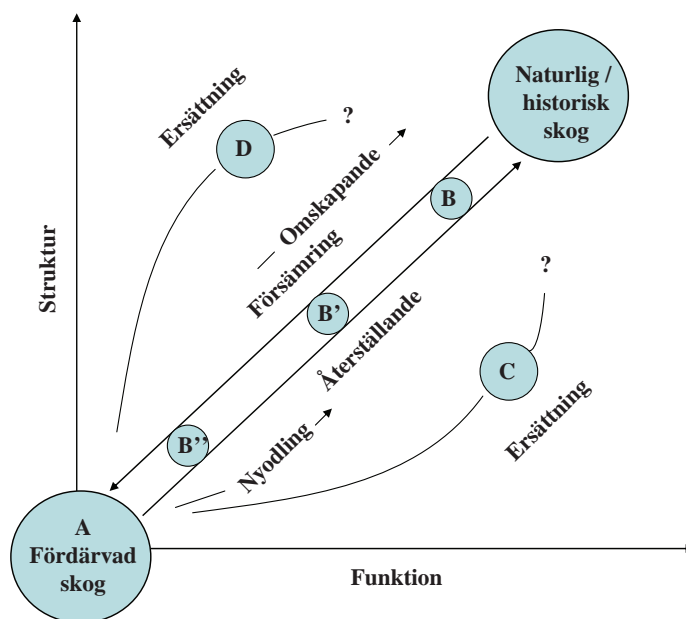 Naturlig /
historisk
skog
Ersättning
?
D
Omskapande
B
Struktur
Försämring
?
B’
Återställande
C
Ersättning
B’’
Nyodling
A
Fördärvad
skog
Funktion